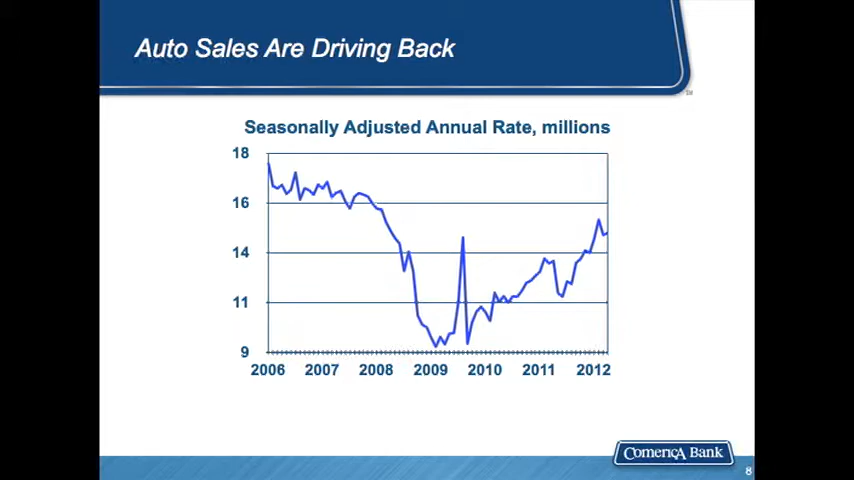 Auto Sales Are Driving Back
SM
Seasonally Adjusted Annual Rate, millions
18
16
14
11
9
2006 2007 2008 2009 2010 2011 2012
ComericA Bank
8